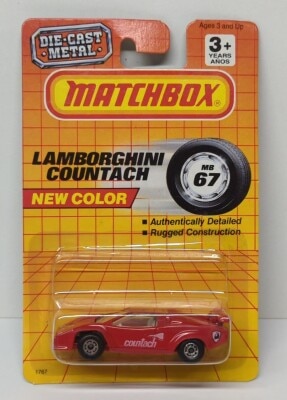 DIE-CAST
METAL
Ages 3 and Up
3+
YEARS
AÑOS
MATCHBOX
LAMBORGHINI
COUNTACH
NEW COLOR
MB
67
Authentically Detailed
Rugged Construction
countach